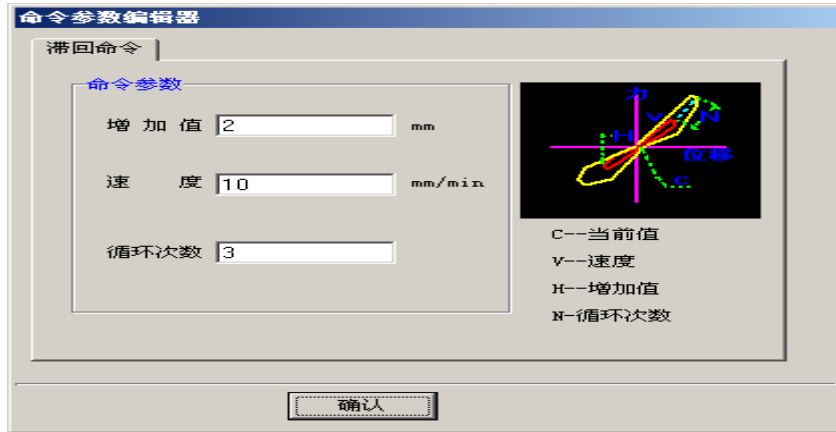 命令参数编辑器
滞回命令
命令参数
增 加 值 2 mm
速 度 10 mm/min
循环次数 3
力
V
N
H
位移
C
C--当前值
V--速度
H--增加值
N-循环次数
确认